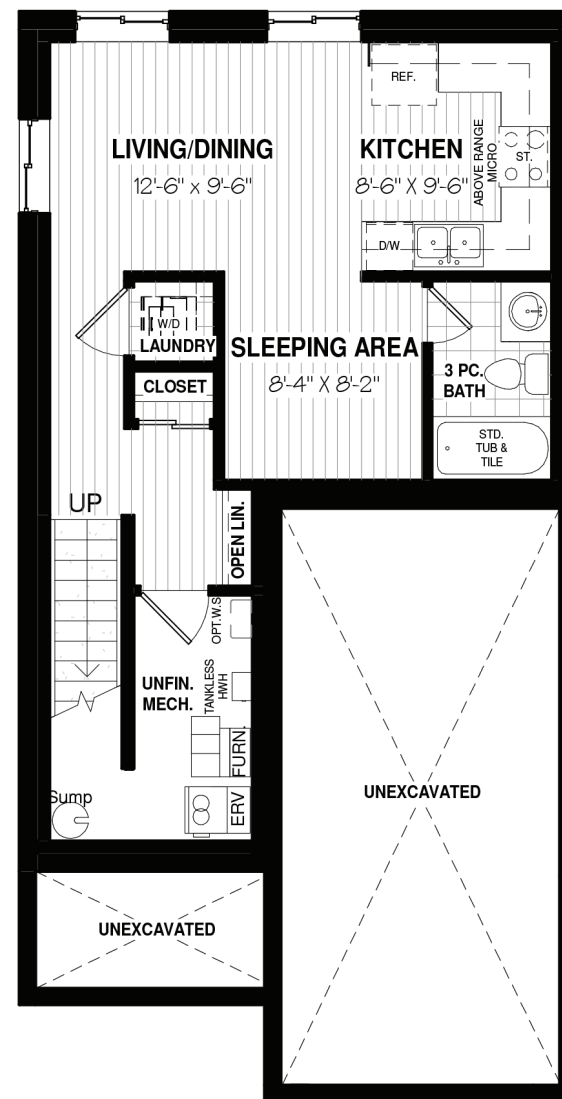 REF.
LIVING/DINING
12'-6" x 9'-6"
KITCHEN
8'-6" X 9'-6"
ABOVE RANGE
MICRO
ST.
D/W
W/D
LAUNDRY
SLEEPING AREA
8'-4" X 8'-2"
3 PC.
BATH
CLOSET
STD.
TUB &
TILE
UP
OPEN LIN.
OPT.W.S
UNFIN.
MECH.
TANKLESS
HWH
FURN.
ERV
Sump
UNEXCAVATED
UNEXCAVATED